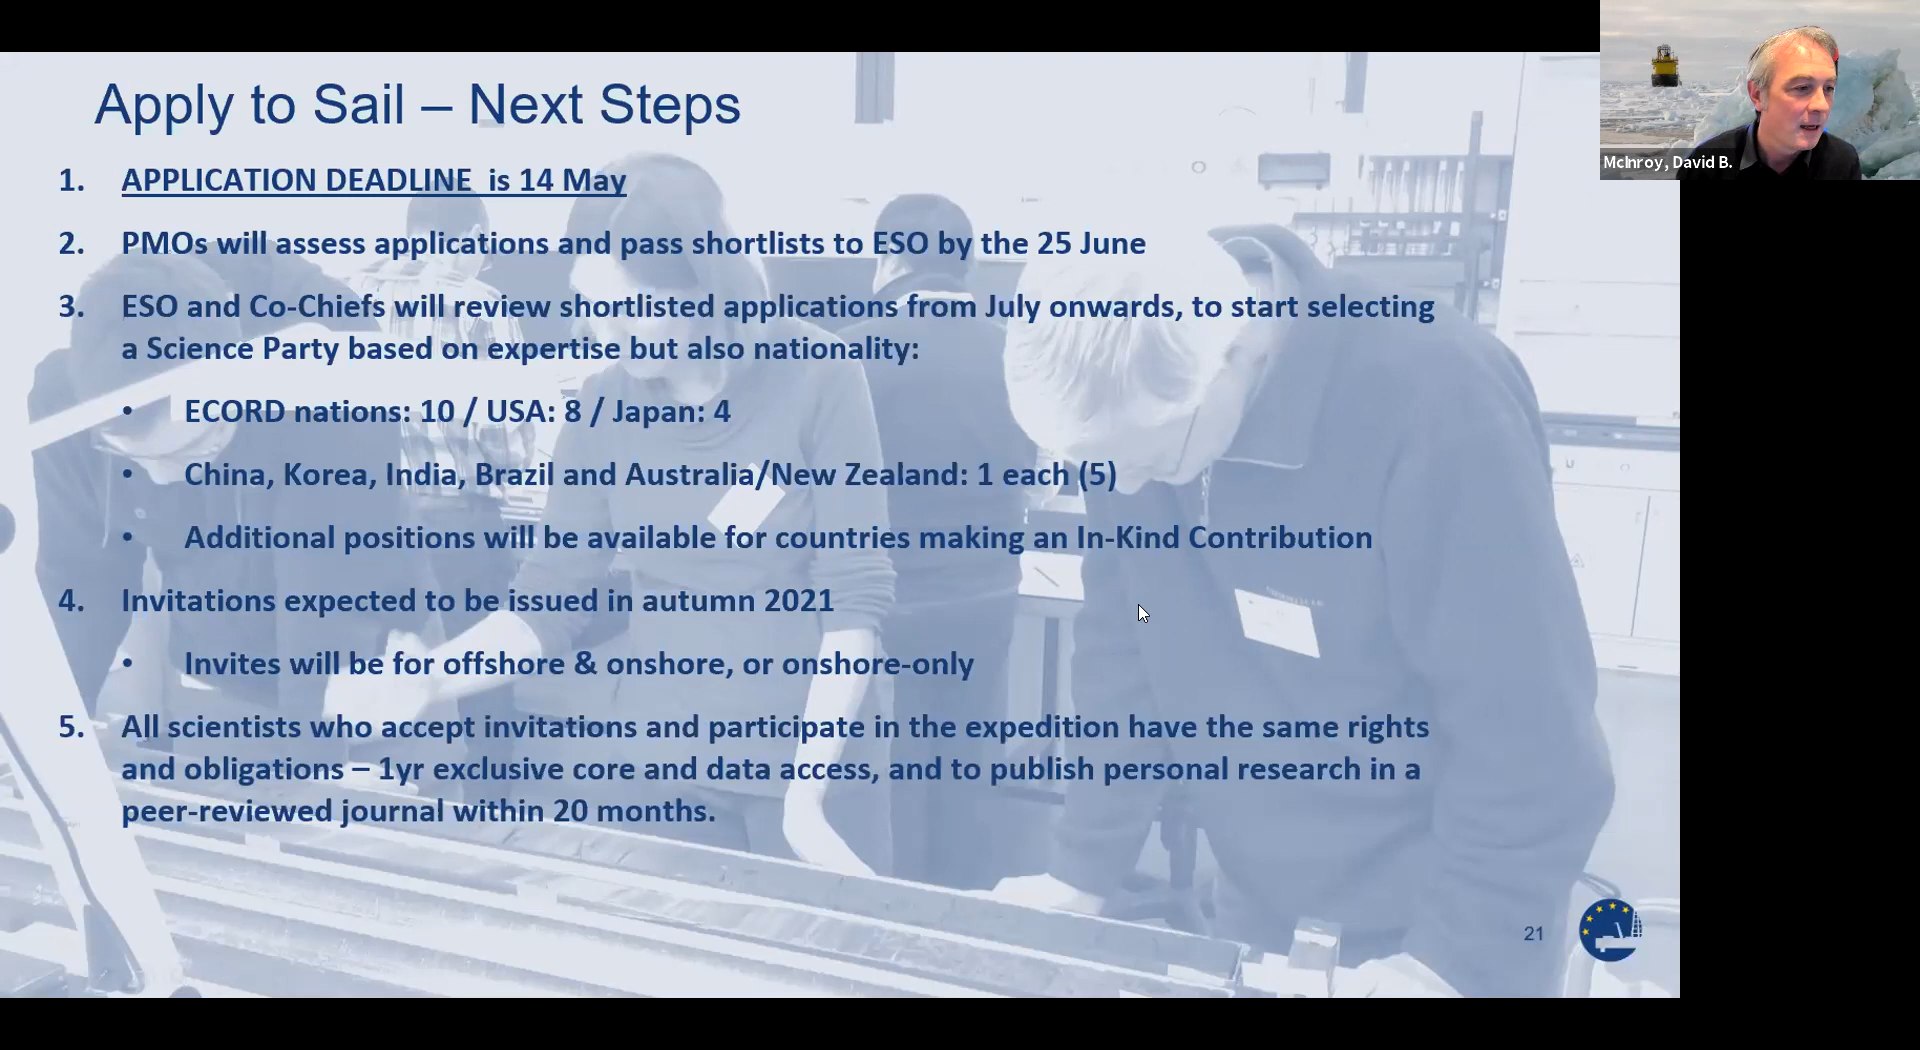 Apply to Sail – Next Steps
1. APPLICATION DEADLINE is 14 May
2. PMOs will assess applications and pass shortlists to ESO by the 25 June
3. ESO and Co-Chiefs will review shortlisted applications from July onwards, to start selecting
a Science Party based on expertise but also nationality:
• ECORD nations: 10 / USA: 8 / Japan: 4
• China, Korea, India, Brazil and Australia/New Zealand: 1 each (5)
• Additional positions will be available for countries making an In-Kind Contribution
4. Invitations expected to be issued in autumn 2021
• Invites will be for offshore & onshore, or onshore-only
5. All scientists who accept invitations and participate in the expedition have the same rights
and obligations – 1yr exclusive core and data access, and to publish personal research in a
peer-reviewed journal within 20 months.
21
McInroy, David B.